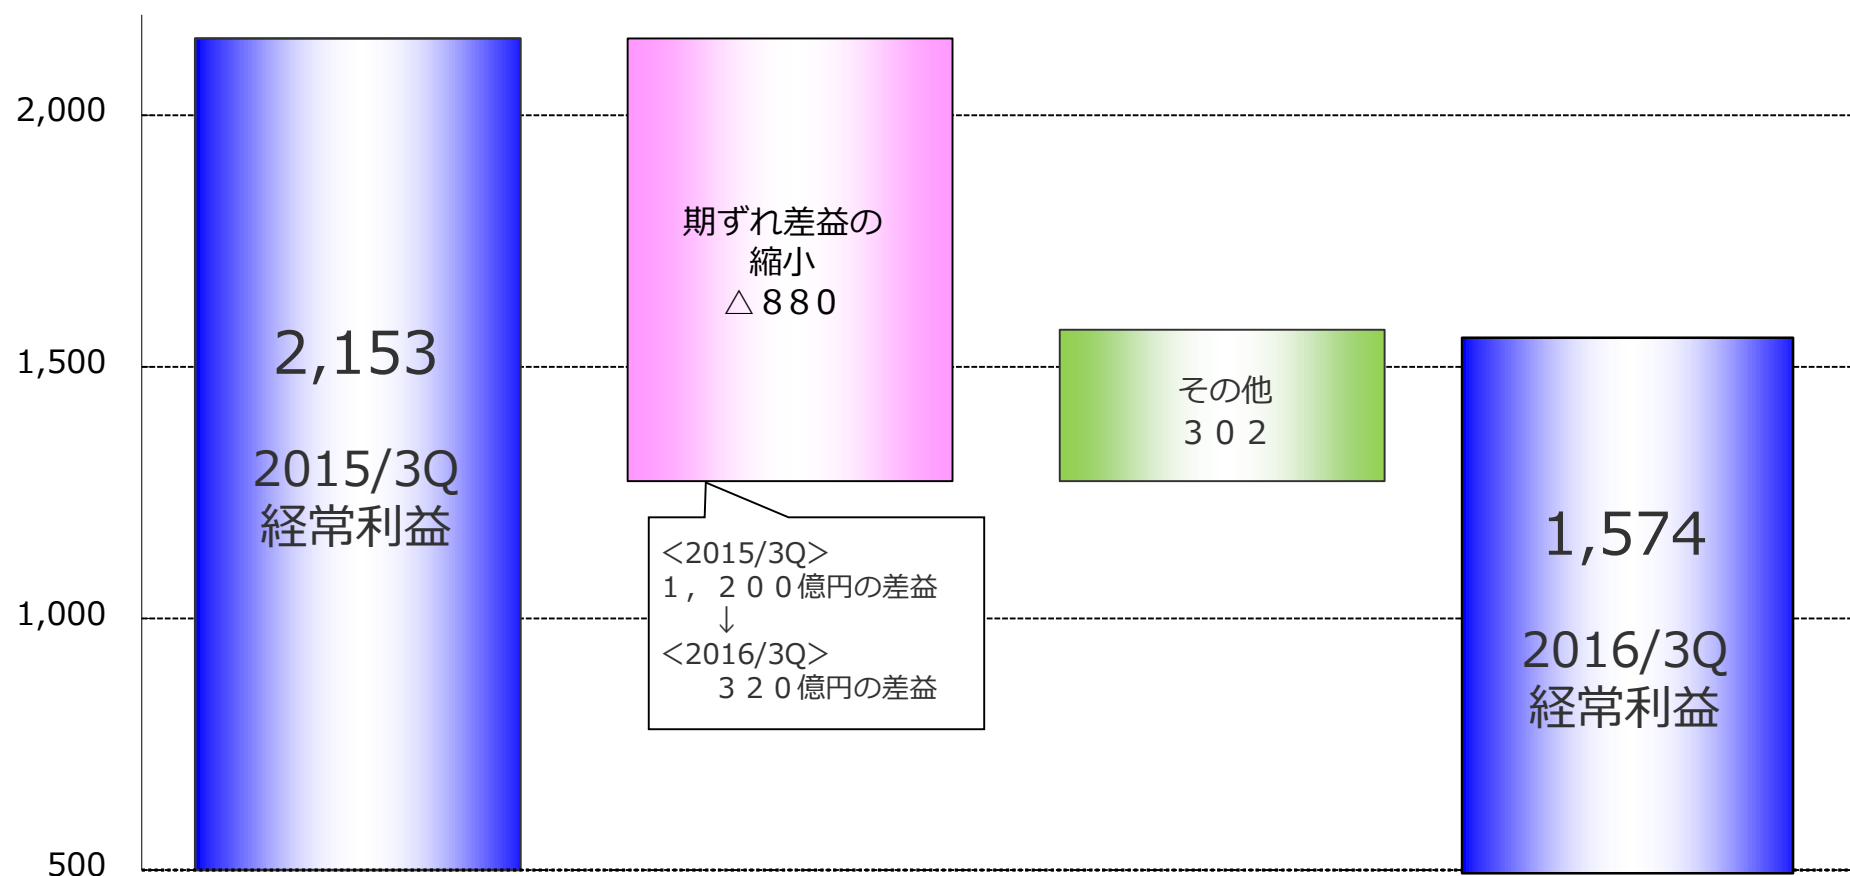 2,000
1,500
1,000
500
2,153
2015/3Q
経常利益
期ずれ差益の
縮小
△８８０
＜2015/3Q＞
１，２００億円の差益
↓
＜2016/3Q＞
３２０億円の差益
その他
３０２
1,574
2016/3Q
経常利益